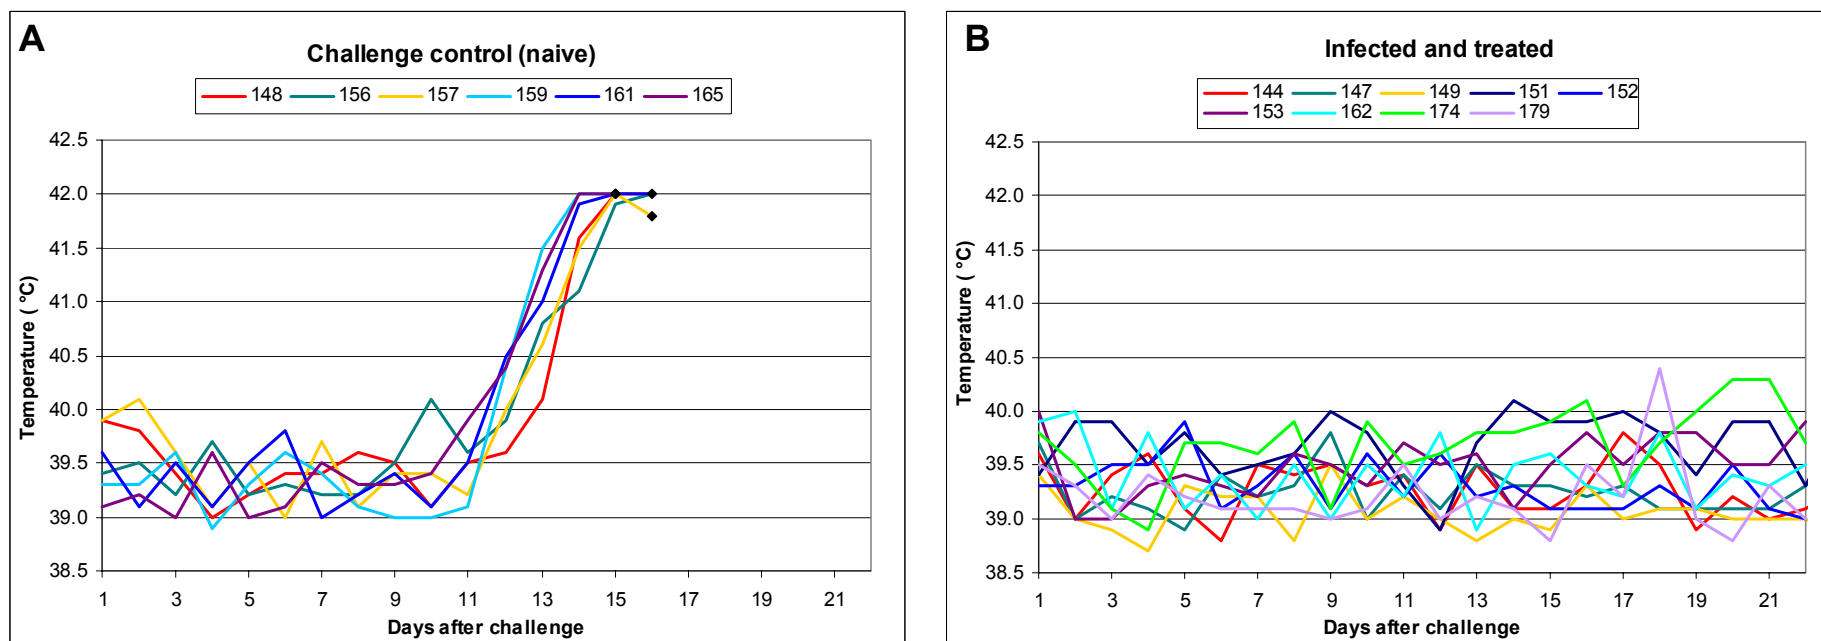 A
Challenge control (naive)
148 156 157 159 161 165
42.5
42.0
41.5
41.0
40.5
40.0
39.5
39.0
38.5
Temperature ( °C)
1 3 5 7 9 11 13 15 17 19 21
Days after challenge
B
Infected and treated
144 147 149 151 152
153 162 174 179
42.5
42.0
41.5
41.0
40.5
40.0
39.5
39.0
38.5
Temperature ( °C)
1 3 5 7 9 11 13 15 17 19 21
Days after challenge